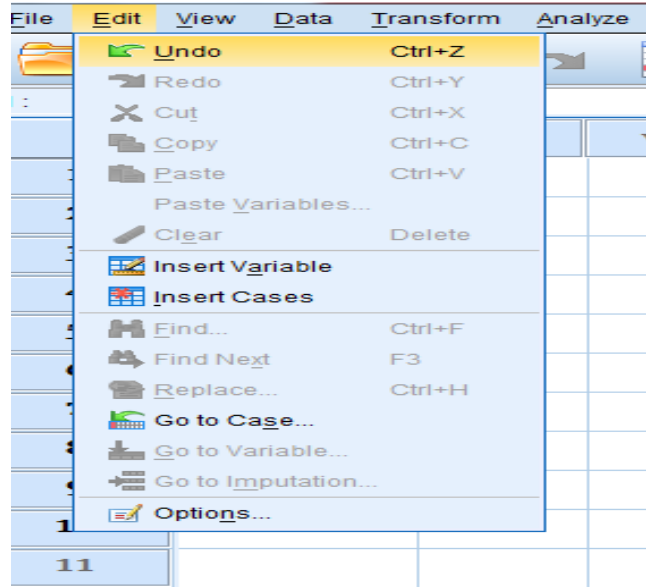 File Edit View Data Transform Analyze
Undo Ctrl+Z
Redo Ctrl+Y
:
Cut Ctrl+X
Copy Ctrl+C
Paste Ctrl+V
Paste Variables...
Clear Delete
Insert Variable
Insert Cases
Find... Ctrl+F
Find Next F3
Replace... Ctrl+H
Go to Case...
Go to Variable...
Go to Imputation...
Options...
11